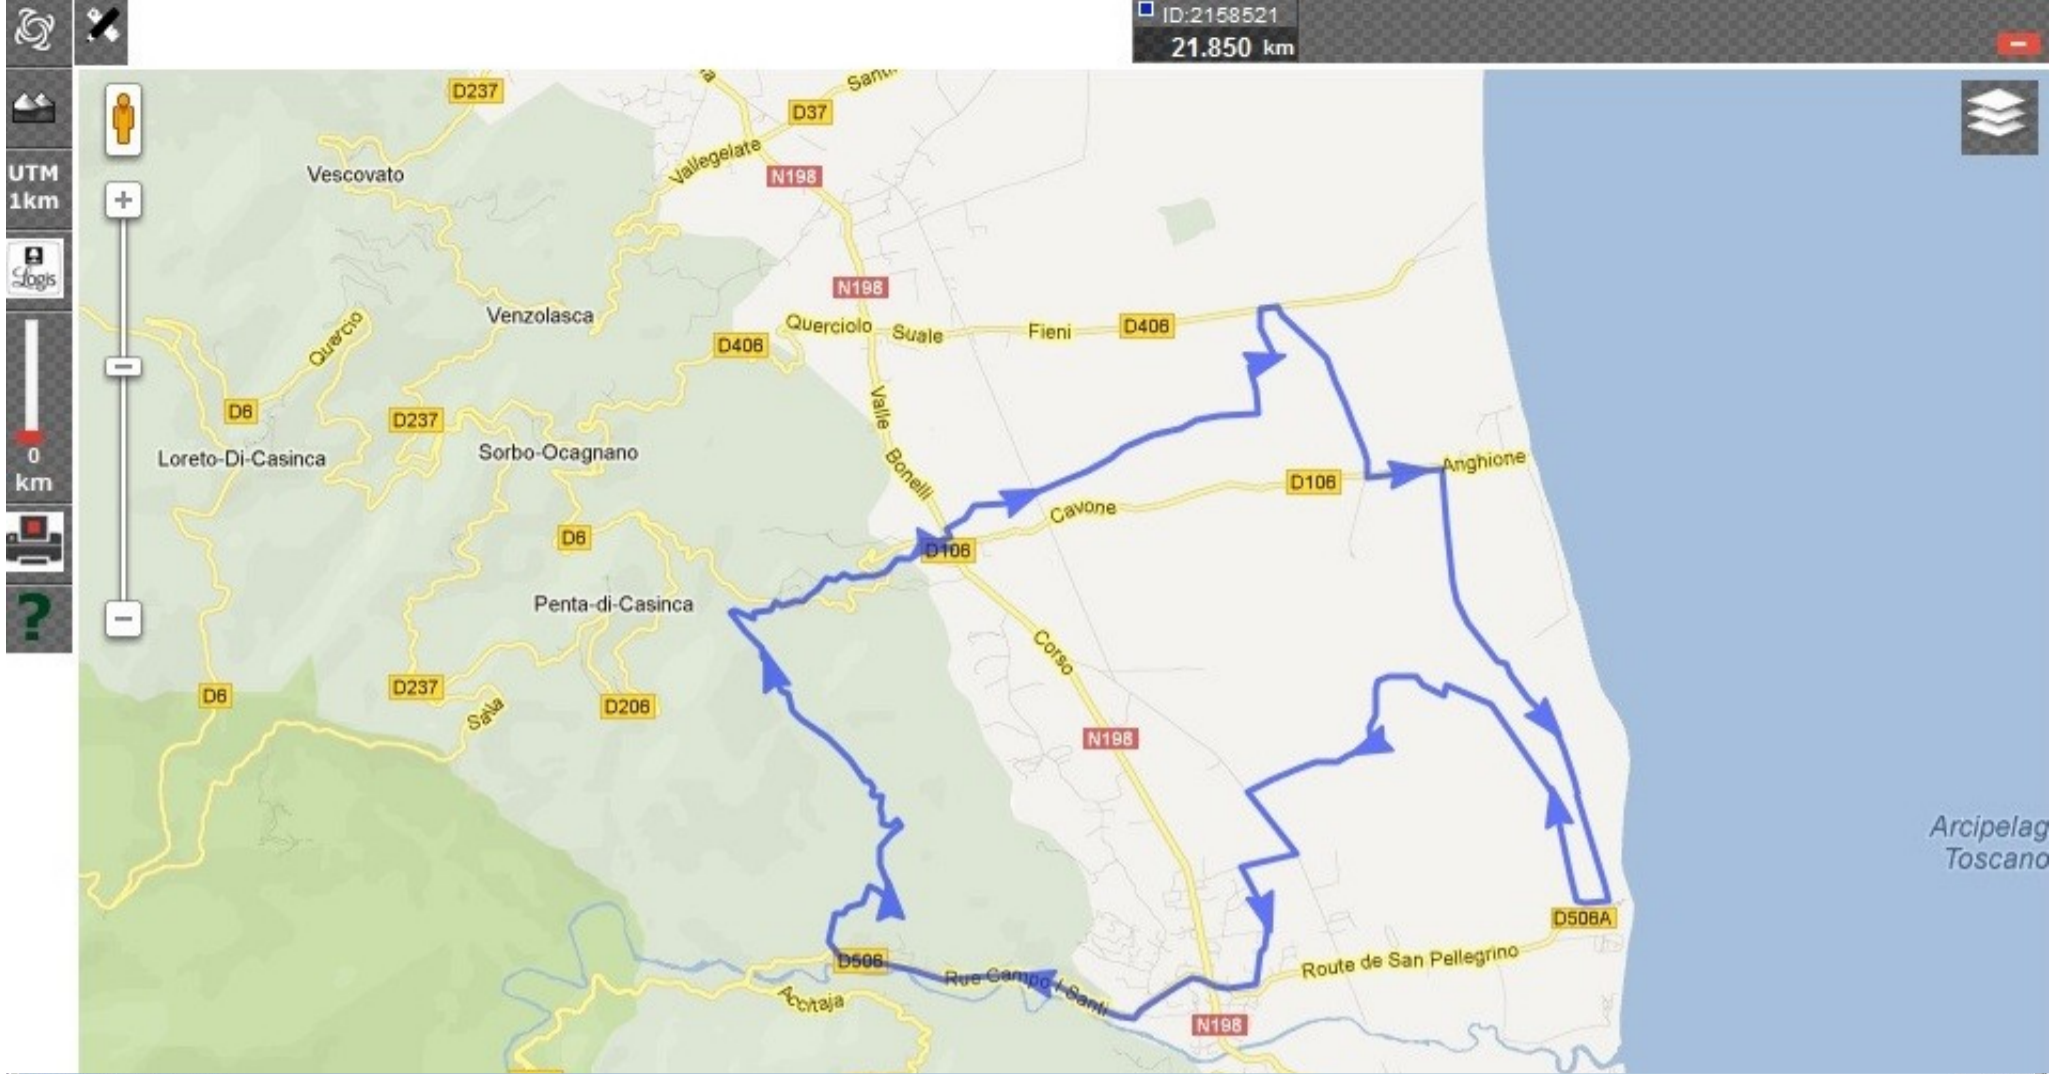 ID:2158521
21.850 km
UTM
1km
Logis
0
km
?
D237
D37
Santi
Vescovato
Vallegelate
N198
N198
Venzolasca
Quercio
Querciolo
Suale
Fieni
D406
D406
D6
D237
Valle
Bonelli
Loreto-Di-Casinca
Sorbo-Ocagnano
Anghione
D106
Cavone
D6
D106
Penta-di-Casinca
Corso
D237
D6
Sala
D206
N198
Arcipelag
Toscano
D506A
D506
Rue Campo I Santi
Route de San Pellegrino
Accitaja
N198